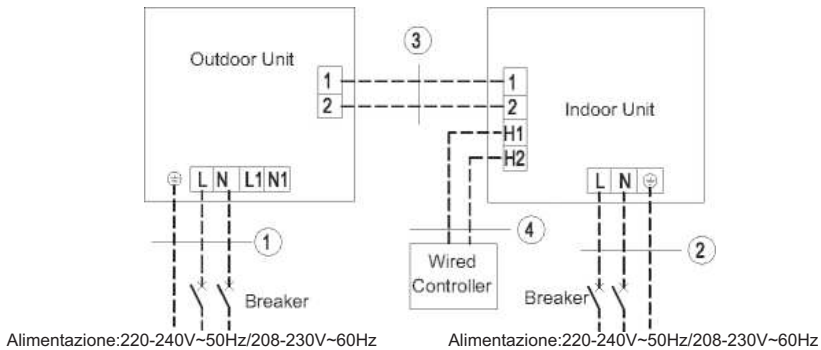 Outdoor Unit
1
2
L N L1 N1
1
Breaker
Alimentazione:220-240V~50Hz/208-230V~60Hz
3
Indoor Unit
1
2
H1
H2
L N
4
Wired
Controller
2
Breaker
Alimentazione:220-240V~50Hz/208-230V~60Hz